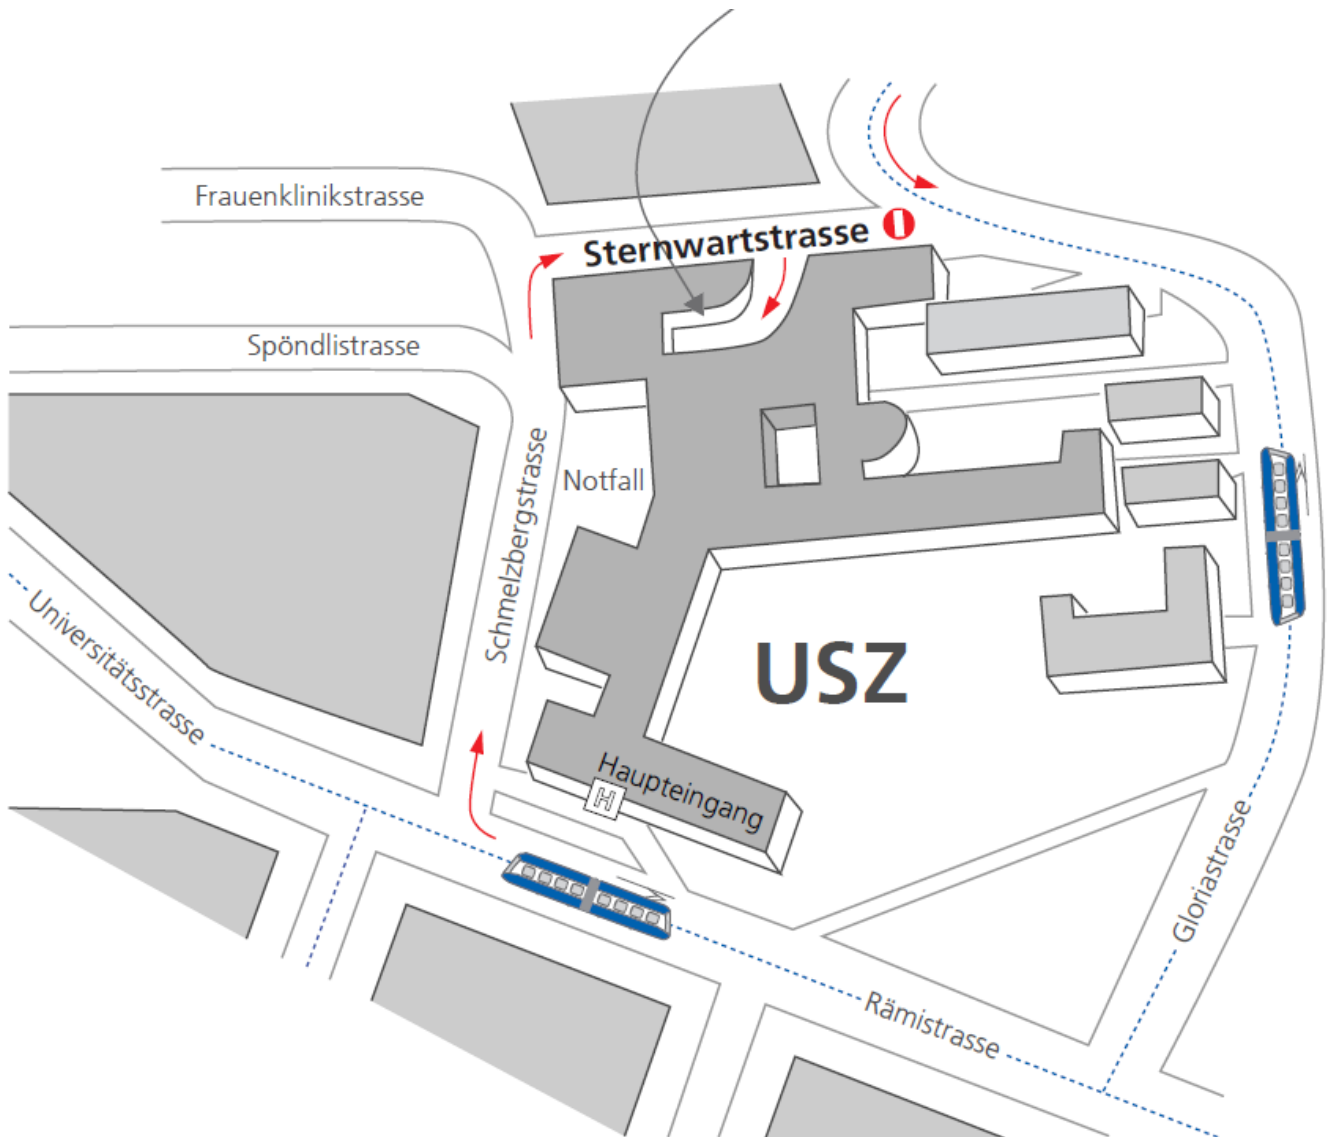 Frauenklinikstrasse
Sternwartstrasse
Spöndlistrasse
Schmelzbergstrasse
Notfall
Universitätsstrasse
USZ
Haupteingang
H
Gloriastrasse
Rämistrasse